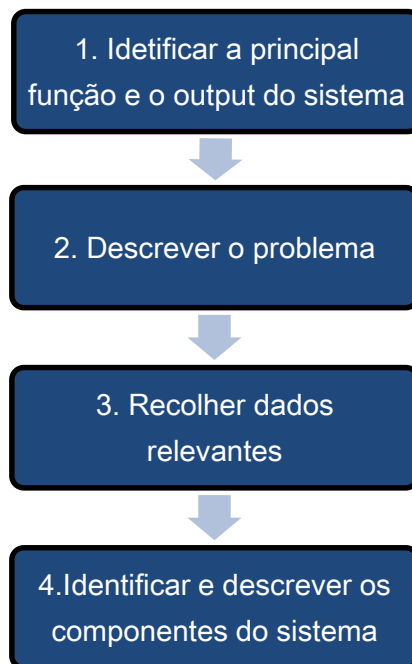 1. Idetificar a principal
função e o output do sistema
2. Descrever o problema
3. Recolher dados
relevantes
4.Identificar e descrever os
componentes do sistema